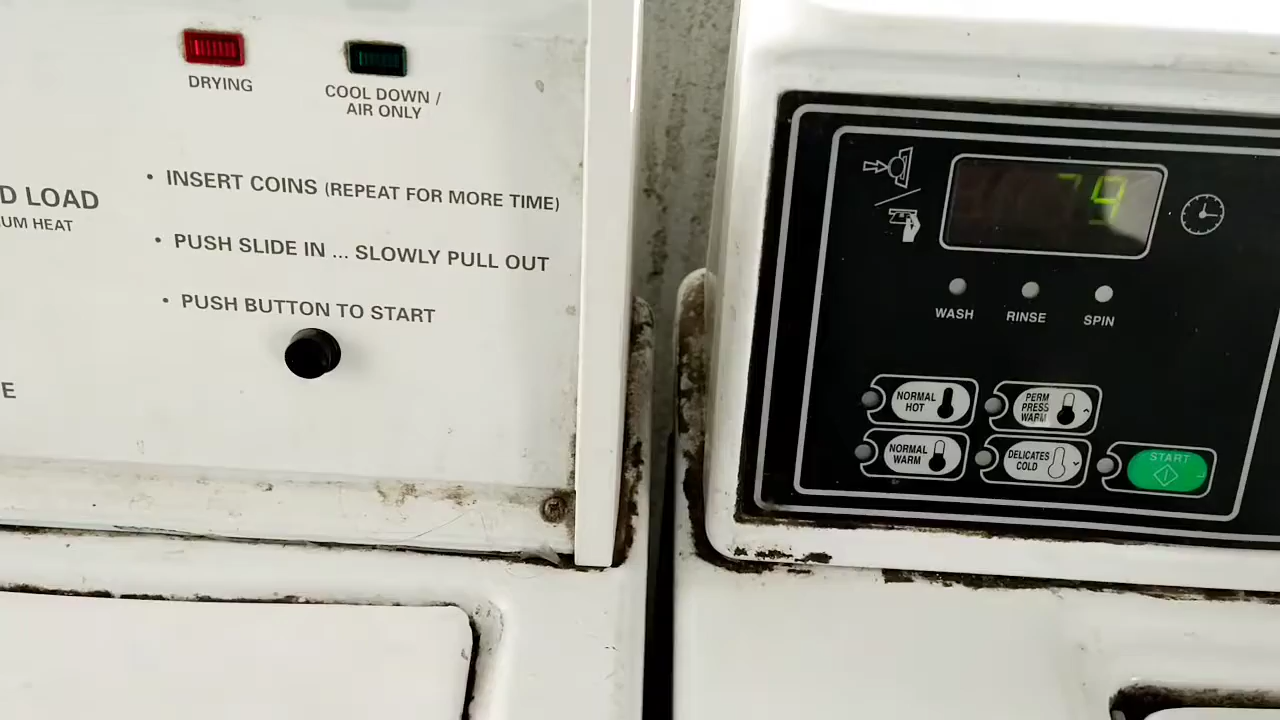 DRYING
COOL DOWN /
AIR ONLY
D LOAD
UM HEAT
• INSERT COINS (REPEAT FOR MORE TIME)
• PUSH SLIDE IN ... SLOWLY PULL OUT
• PUSH BUTTON TO START
E
79
WASH
RINSE
SPIN
NORMAL
HOT
PERM
PRESS
WARM
NORMAL
WARM
DELICATES
COLD
START